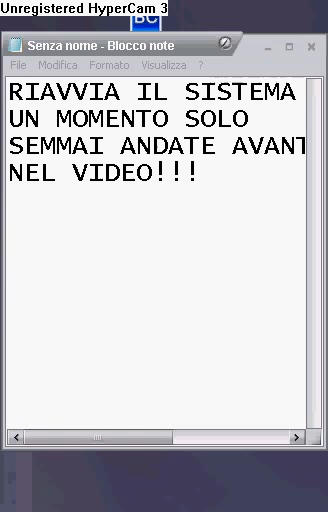 Unregistered HyperCam 3
BC
Senza nome - Blocco note
File Modifica Formato Visualizza ?
RIAVVIA IL SISTEMA
UN MOMENTO SOLO
SEMMAI ANDATE AVANT
NEL VIDEO!!!